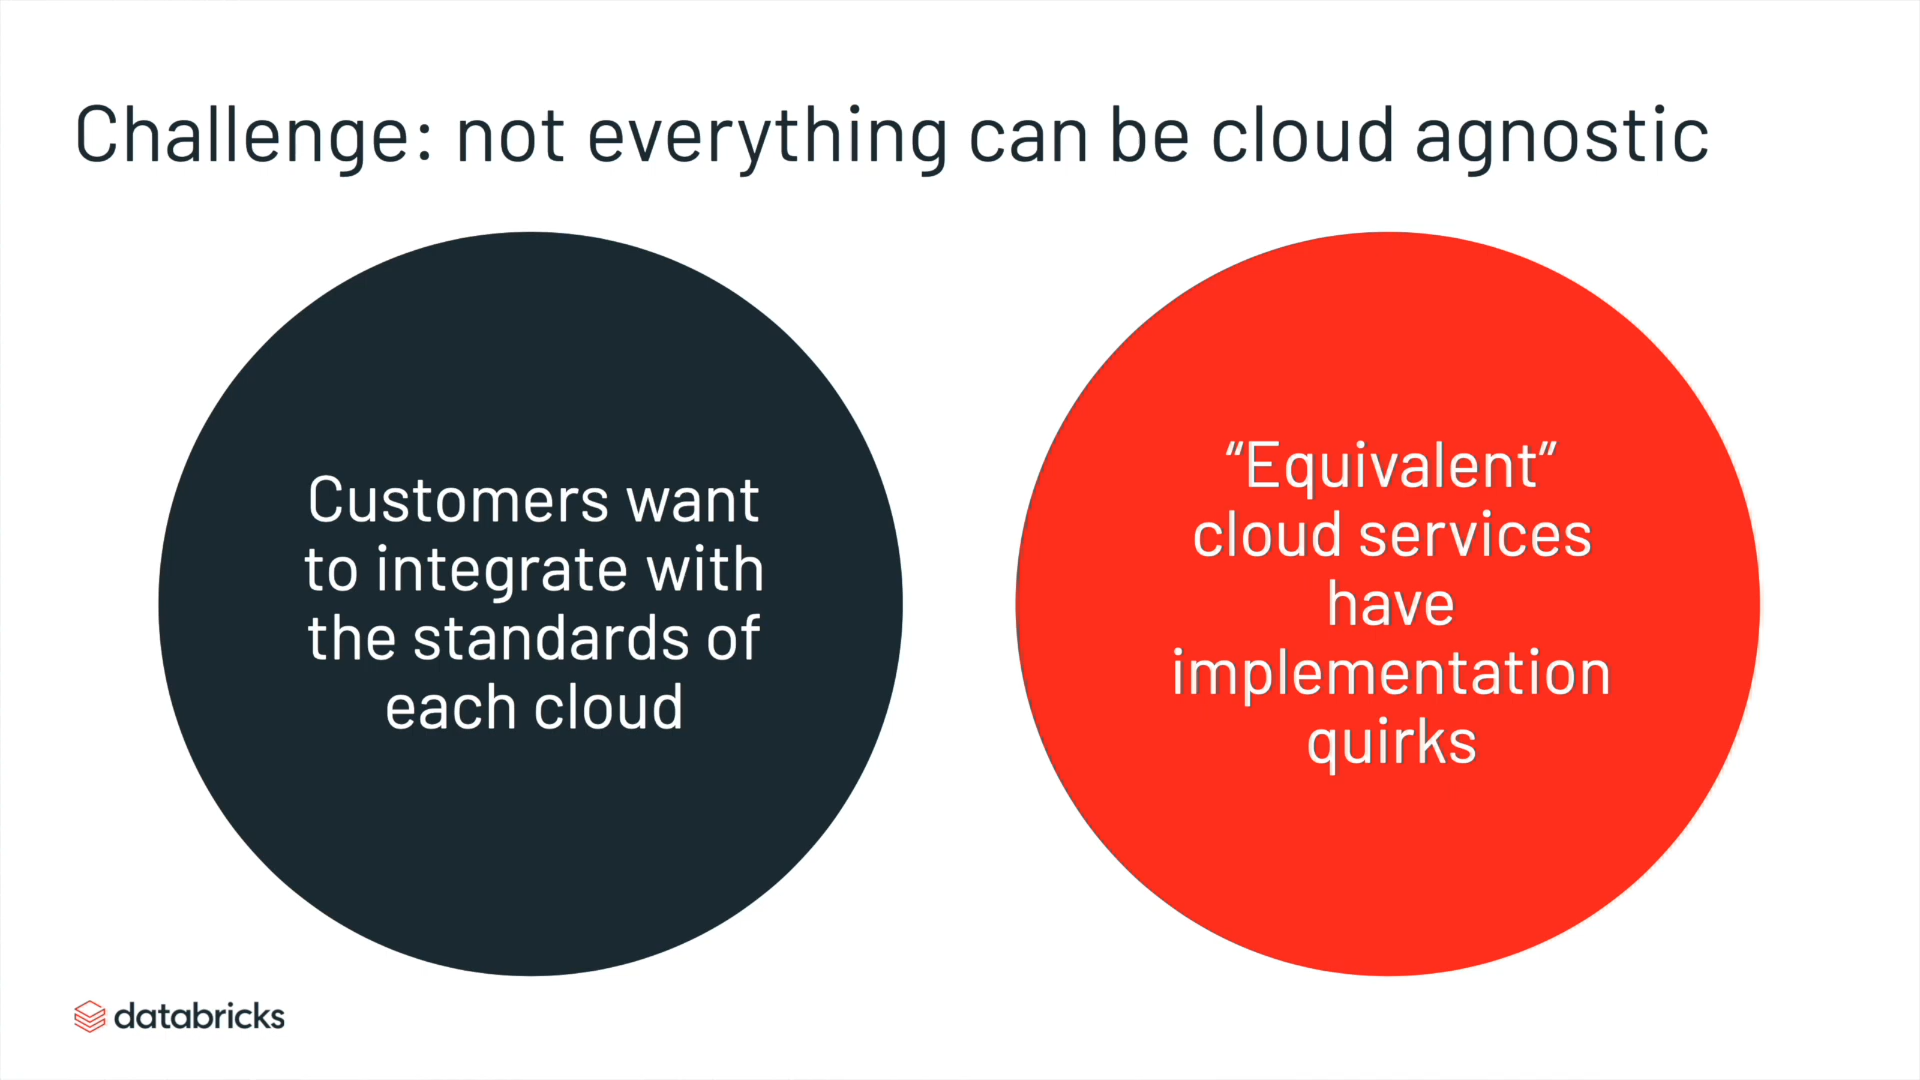 Challenge: not everything can be cloud agnostic
Customers want
to integrate with
the standards of
each cloud
“Equivalent”
cloud services
have
implementation
quirks
databricks